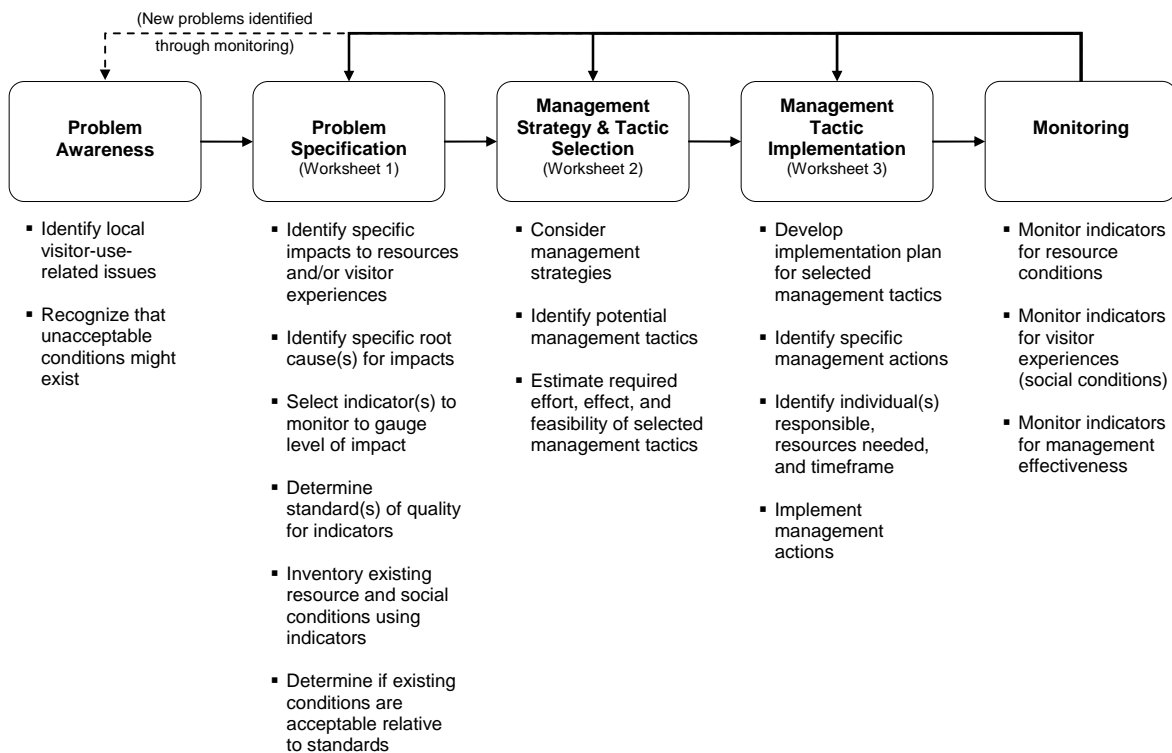 (New problems identified
through monitoring)
Problem
Awareness
Problem
Specification
(Worksheet 1)
Management
Strategy & Tactic
Selection
(Worksheet 2)
Management
Tactic
Implementation
(Worksheet 3)
Monitoring
▪ Identify local
visitor-use-
related issues
▪ Recognize that
unacceptable
conditions might
exist
▪ Identify specific
impacts to resources
and/or visitor
experiences
▪ Identify specific root
cause(s) for impacts
▪ Select indicator(s) to
monitor to gauge
level of impact
▪ Determine
standard(s) of quality
for indicators
▪ Inventory existing
resource and social
conditions using
indicators
▪ Determine if existing
conditions are
acceptable relative
to standards
▪ Consider
management
strategies
▪ Identify potential
management tactics
▪ Estimate required
effort, effect, and
feasibility of selected
management tactics
▪ Develop
implementation plan
for selected
management tactics
▪ Identify specific
management actions
▪ Identify individual(s)
responsible,
resources needed,
and timeframe
▪ Implement
management
actions
▪ Monitor indicators
for resource
conditions
▪ Monitor indicators
for visitor
experiences
(social conditions)
▪ Monitor indicators
for management
effectiveness